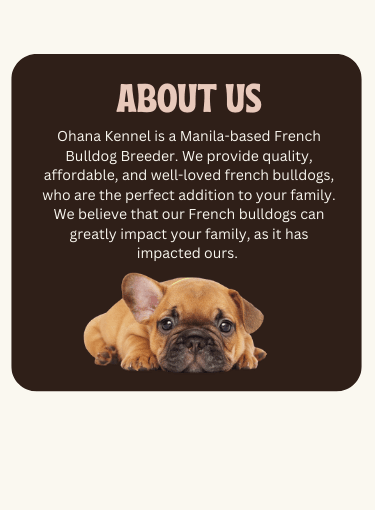 ABOUT US
Ohana Kennel is a Manila-based French
Bulldog Breeder. We provide quality,
affordable, and well-loved french bulldogs,
who are the perfect addition to your family.
We believe that our French bulldogs can
greatly impact your family, as it has
impacted ours.